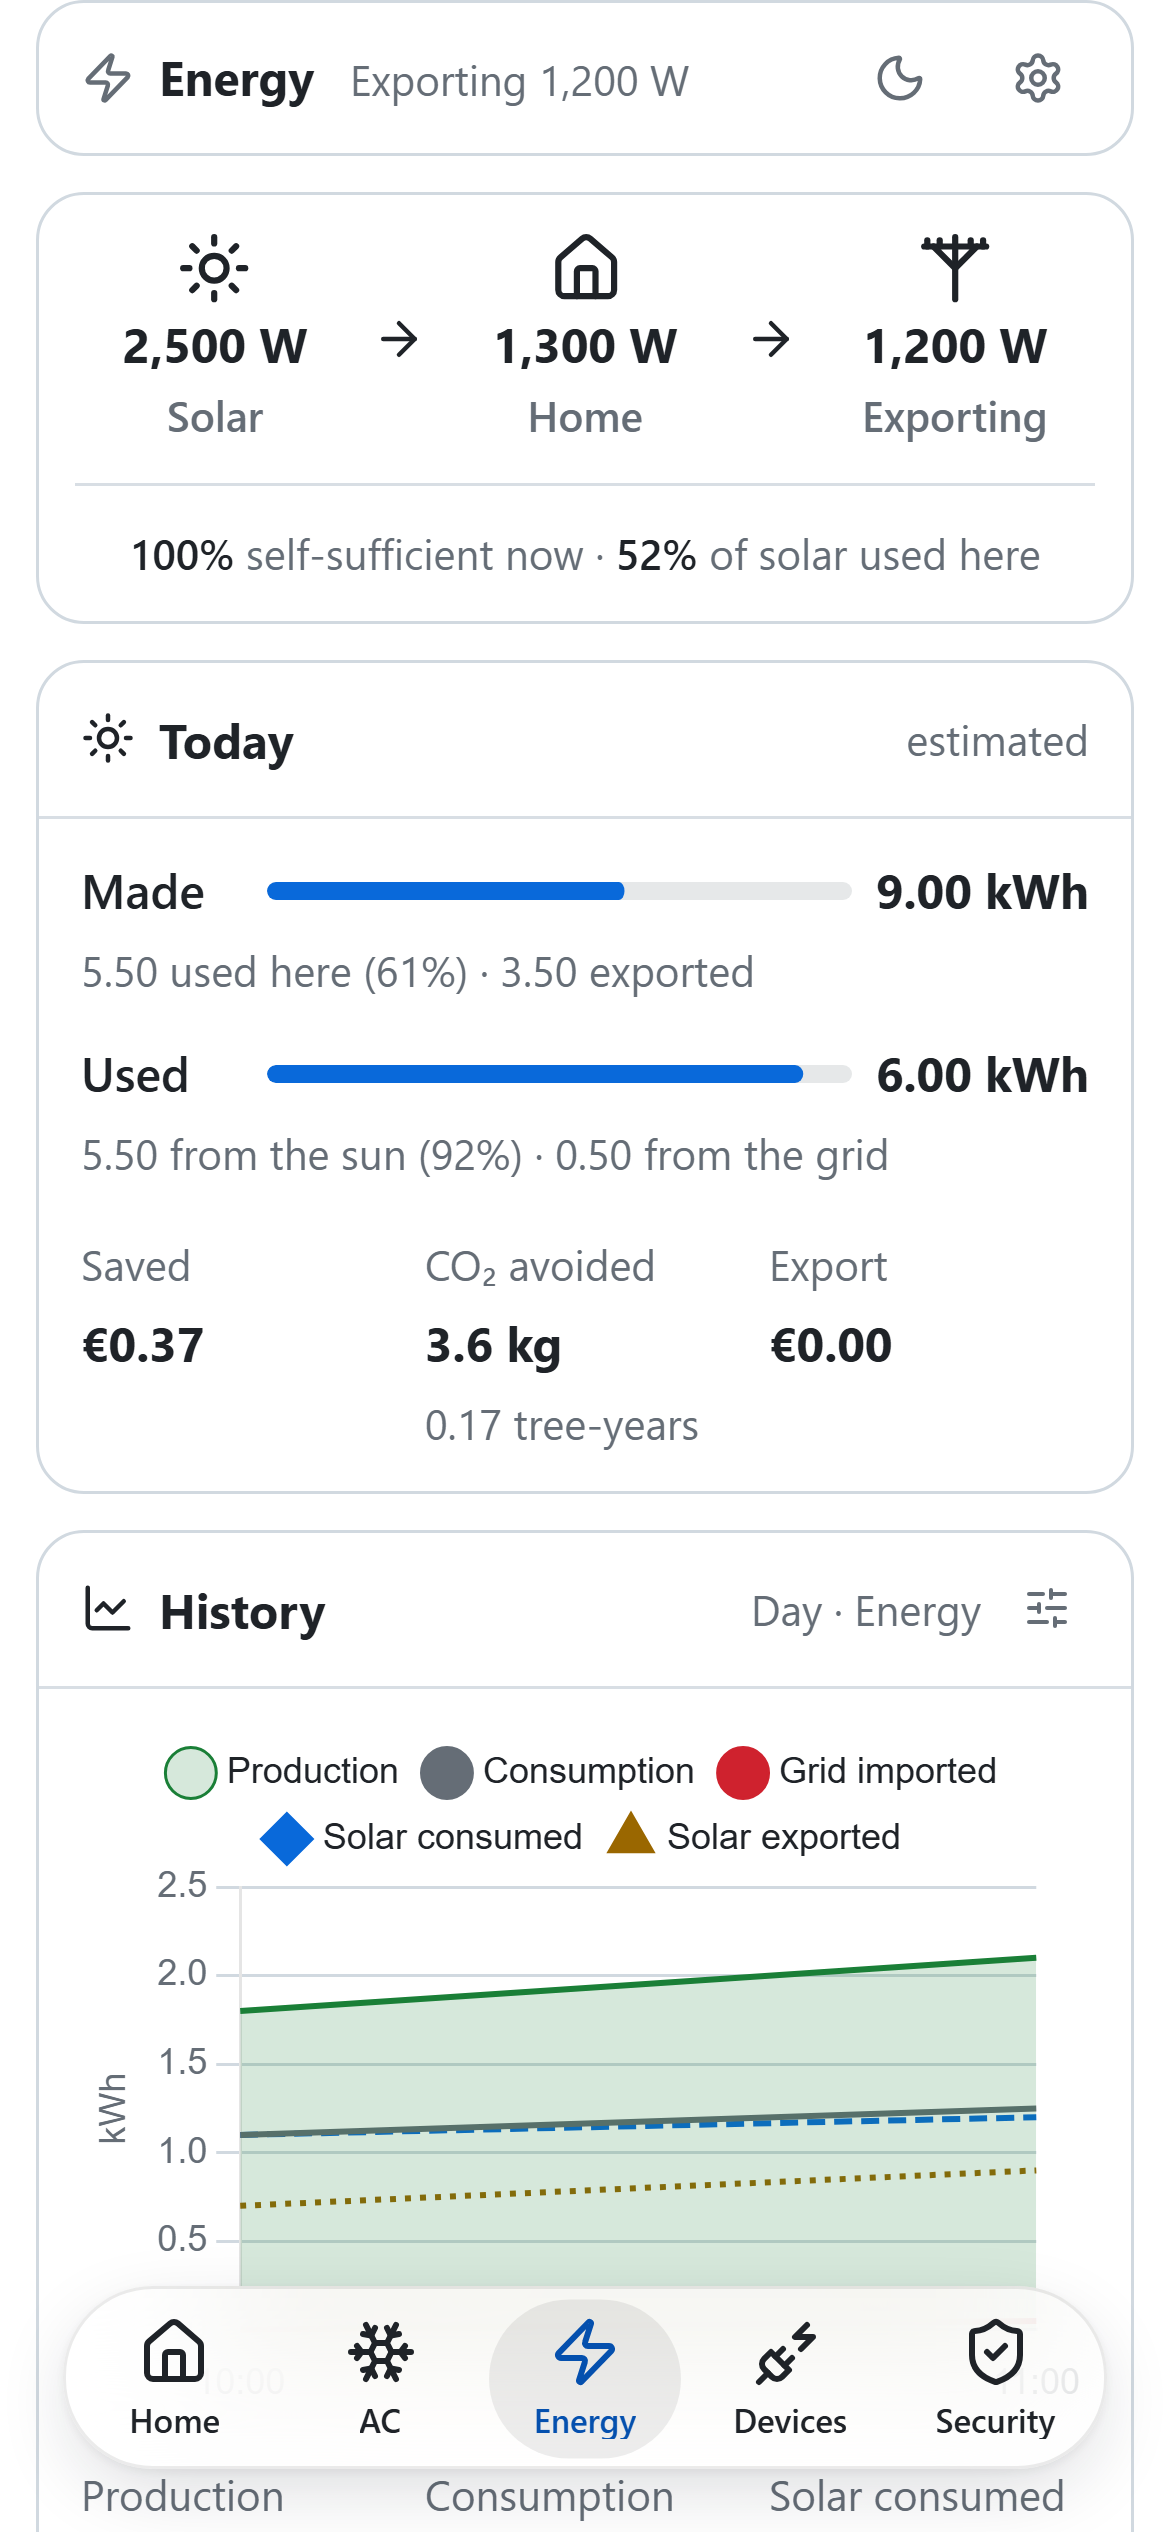 Energy Exporting 1,200 W
2,500 W → 1,300 W → 1,200 W
Solar Home Exporting
100% self-sufficient now · 52% of solar used here
Today estimated
Made 9.00 kWh
5.50 used here (61%) · 3.50 exported
Used 6.00 kWh
5.50 from the sun (92%) · 0.50 from the grid
Saved CO₂ avoided Export
€0.37 3.6 kg €0.00
0.17 tree-years
History Day · Energy
Production Consumption Grid imported
Solar consumed Solar exported
2.5
2.0
1.5
kWh
1.0
0.5
Home AC Energy Devices Security
Production Consumption Solar consumed